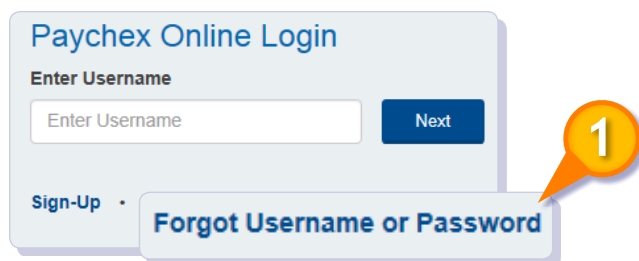 Paychex Online Login
Enter Username
Enter Username Next
1
Sign-Up •
Forgot Username or Password